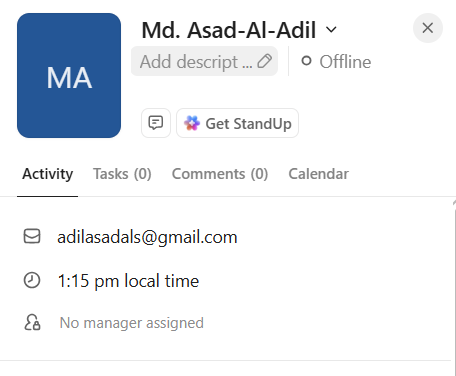 MA
Md. Asad-Al-Adil
Add descript ...
Offline
Get StandUp
Activity Tasks (0) Comments (0) Calendar
adilasadals@gmail.com
1:15 pm local time
No manager assigned